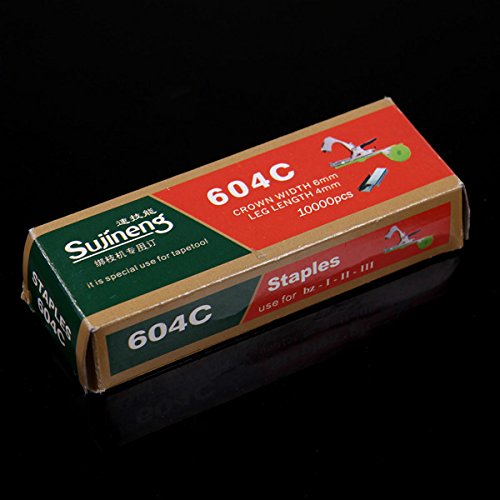 速技能
Sujineng
绑枝机专用订
it is special use for tapetool
604C
CROWN WIDTH 6mm
LEG LENGTH 4mm
10000pcs
STAPLES
604C
604C
Staples
use for bz - I - II - III